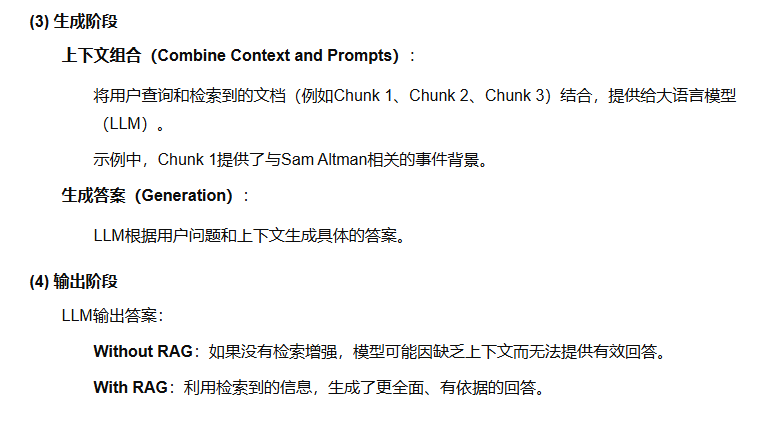 (3) 生成阶段
上下文组合（Combine Context and Prompts）：
将用户查询和检索到的文档（例如Chunk 1、Chunk 2、Chunk 3）结合，提供给大语言模型
（LLM）。
示例中，Chunk 1提供了与Sam Altman相关的事件背景。
生成答案（Generation）：
LLM根据用户问题和上下文生成具体的答案。
(4) 输出阶段
LLM输出答案：
Without RAG：如果没有检索增强，模型可能因缺乏上下文而无法提供有效回答。
With RAG：利用检索到的信息，生成了更全面、有依据的回答。